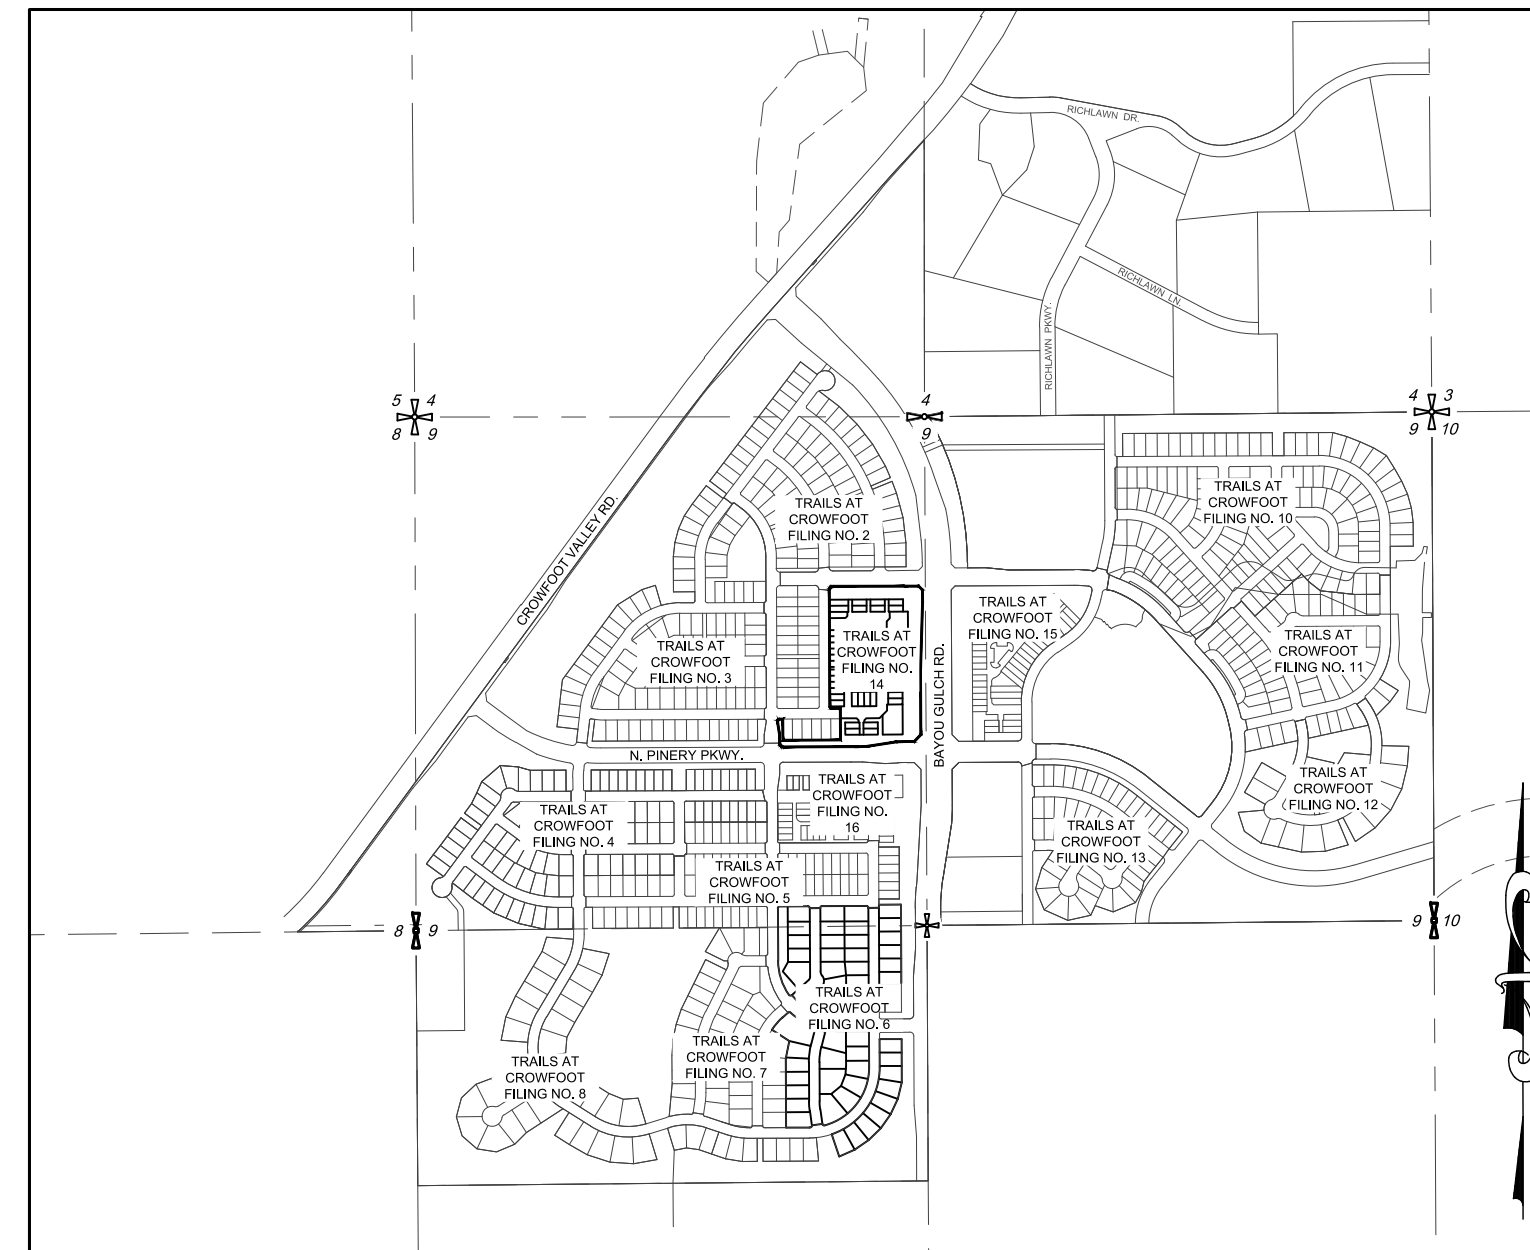 RICHLAWN DR.
RICHLAWN LN.
RICHLAWN PKWY.
5 4
8 9
4
9
4 3
9 10
CROWFOOT VALLEY RD.
TRAILS AT
CROWFOOT
FILING NO. 2
TRAILS AT
CROWFOOT
FILING NO. 10
TRAILS AT
CROWFOOT
FILING NO. 15
TRAILS AT
CROWFOOT
FILING NO. 3
TRAILS AT
CROWFOOT
FILING NO.
14
BAYOU GULCH RD.
TRAILS AT
CROWFOOT
FILING NO. 11
N. PINERY PKWY.
TRAILS AT
CROWFOOT
FILING NO. 12
TRAILS AT
CROWFOOT
FILING NO. 4
TRAILS AT
CROWFOOT
FILING NO.
16
TRAILS AT
CROWFOOT
FILING NO. 13
TRAILS AT
CROWFOOT
FILING NO. 5
8 9
9 10
TRAILS AT
CROWFOOT
FILING NO. 6
TRAILS AT
CROWFOOT
FILING NO. 7
TRAILS AT
CROWFOOT
FILING NO. 8